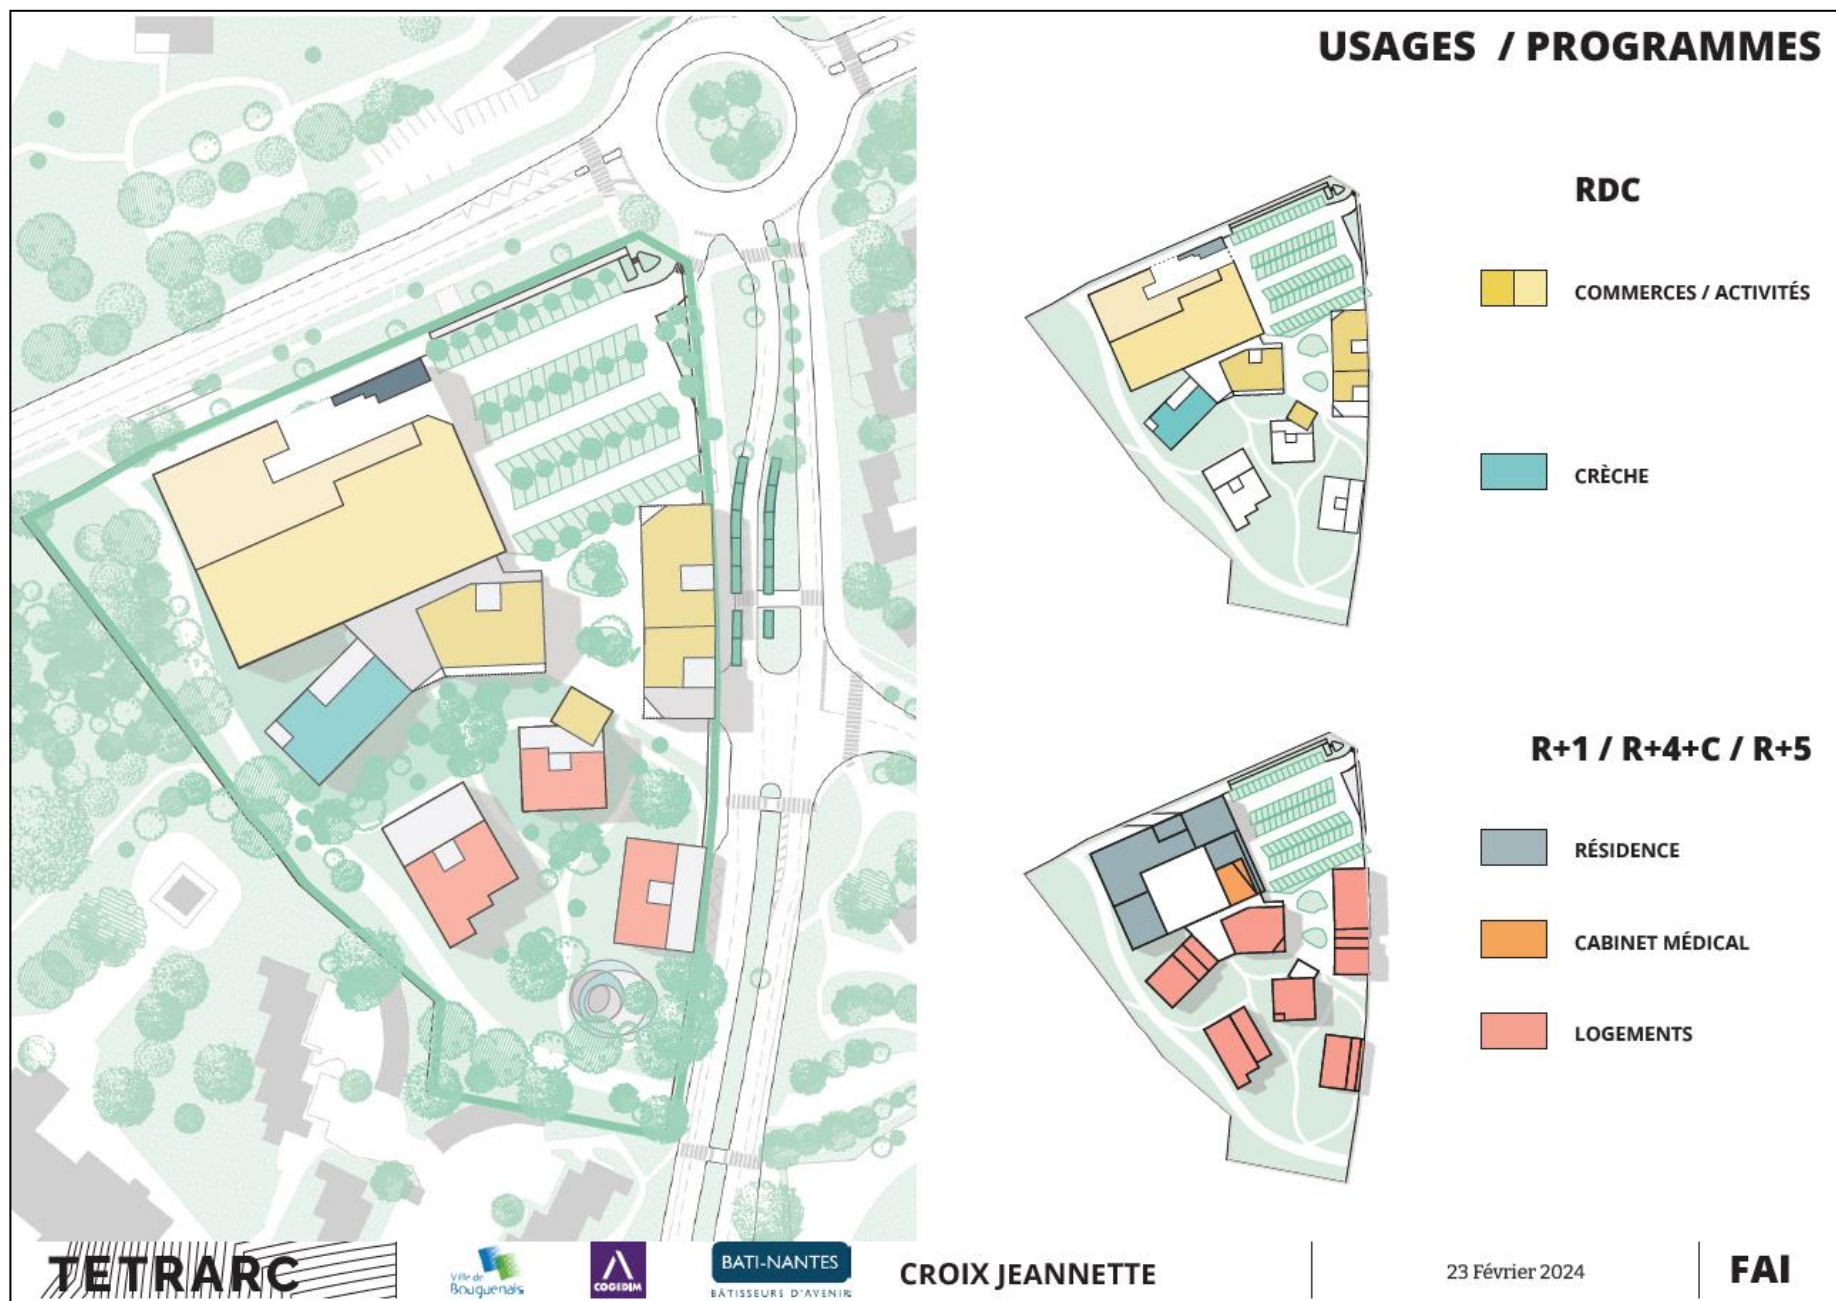 USAGES / PROGRAMMES
RDC
COMMERCES / ACTIVITÉS
CRÈCHE
R+1 / R+4+C / R+5
RÉSIDENCE
CABINET MÉDICAL
LOGEMENTS
TETRARC
Ville de
Bouguenais
COGEDIM
BATI-NANTES
BÂTISSEURS D'AVENIR
CROIX JEANNETTE
23 Février 2024
FAI